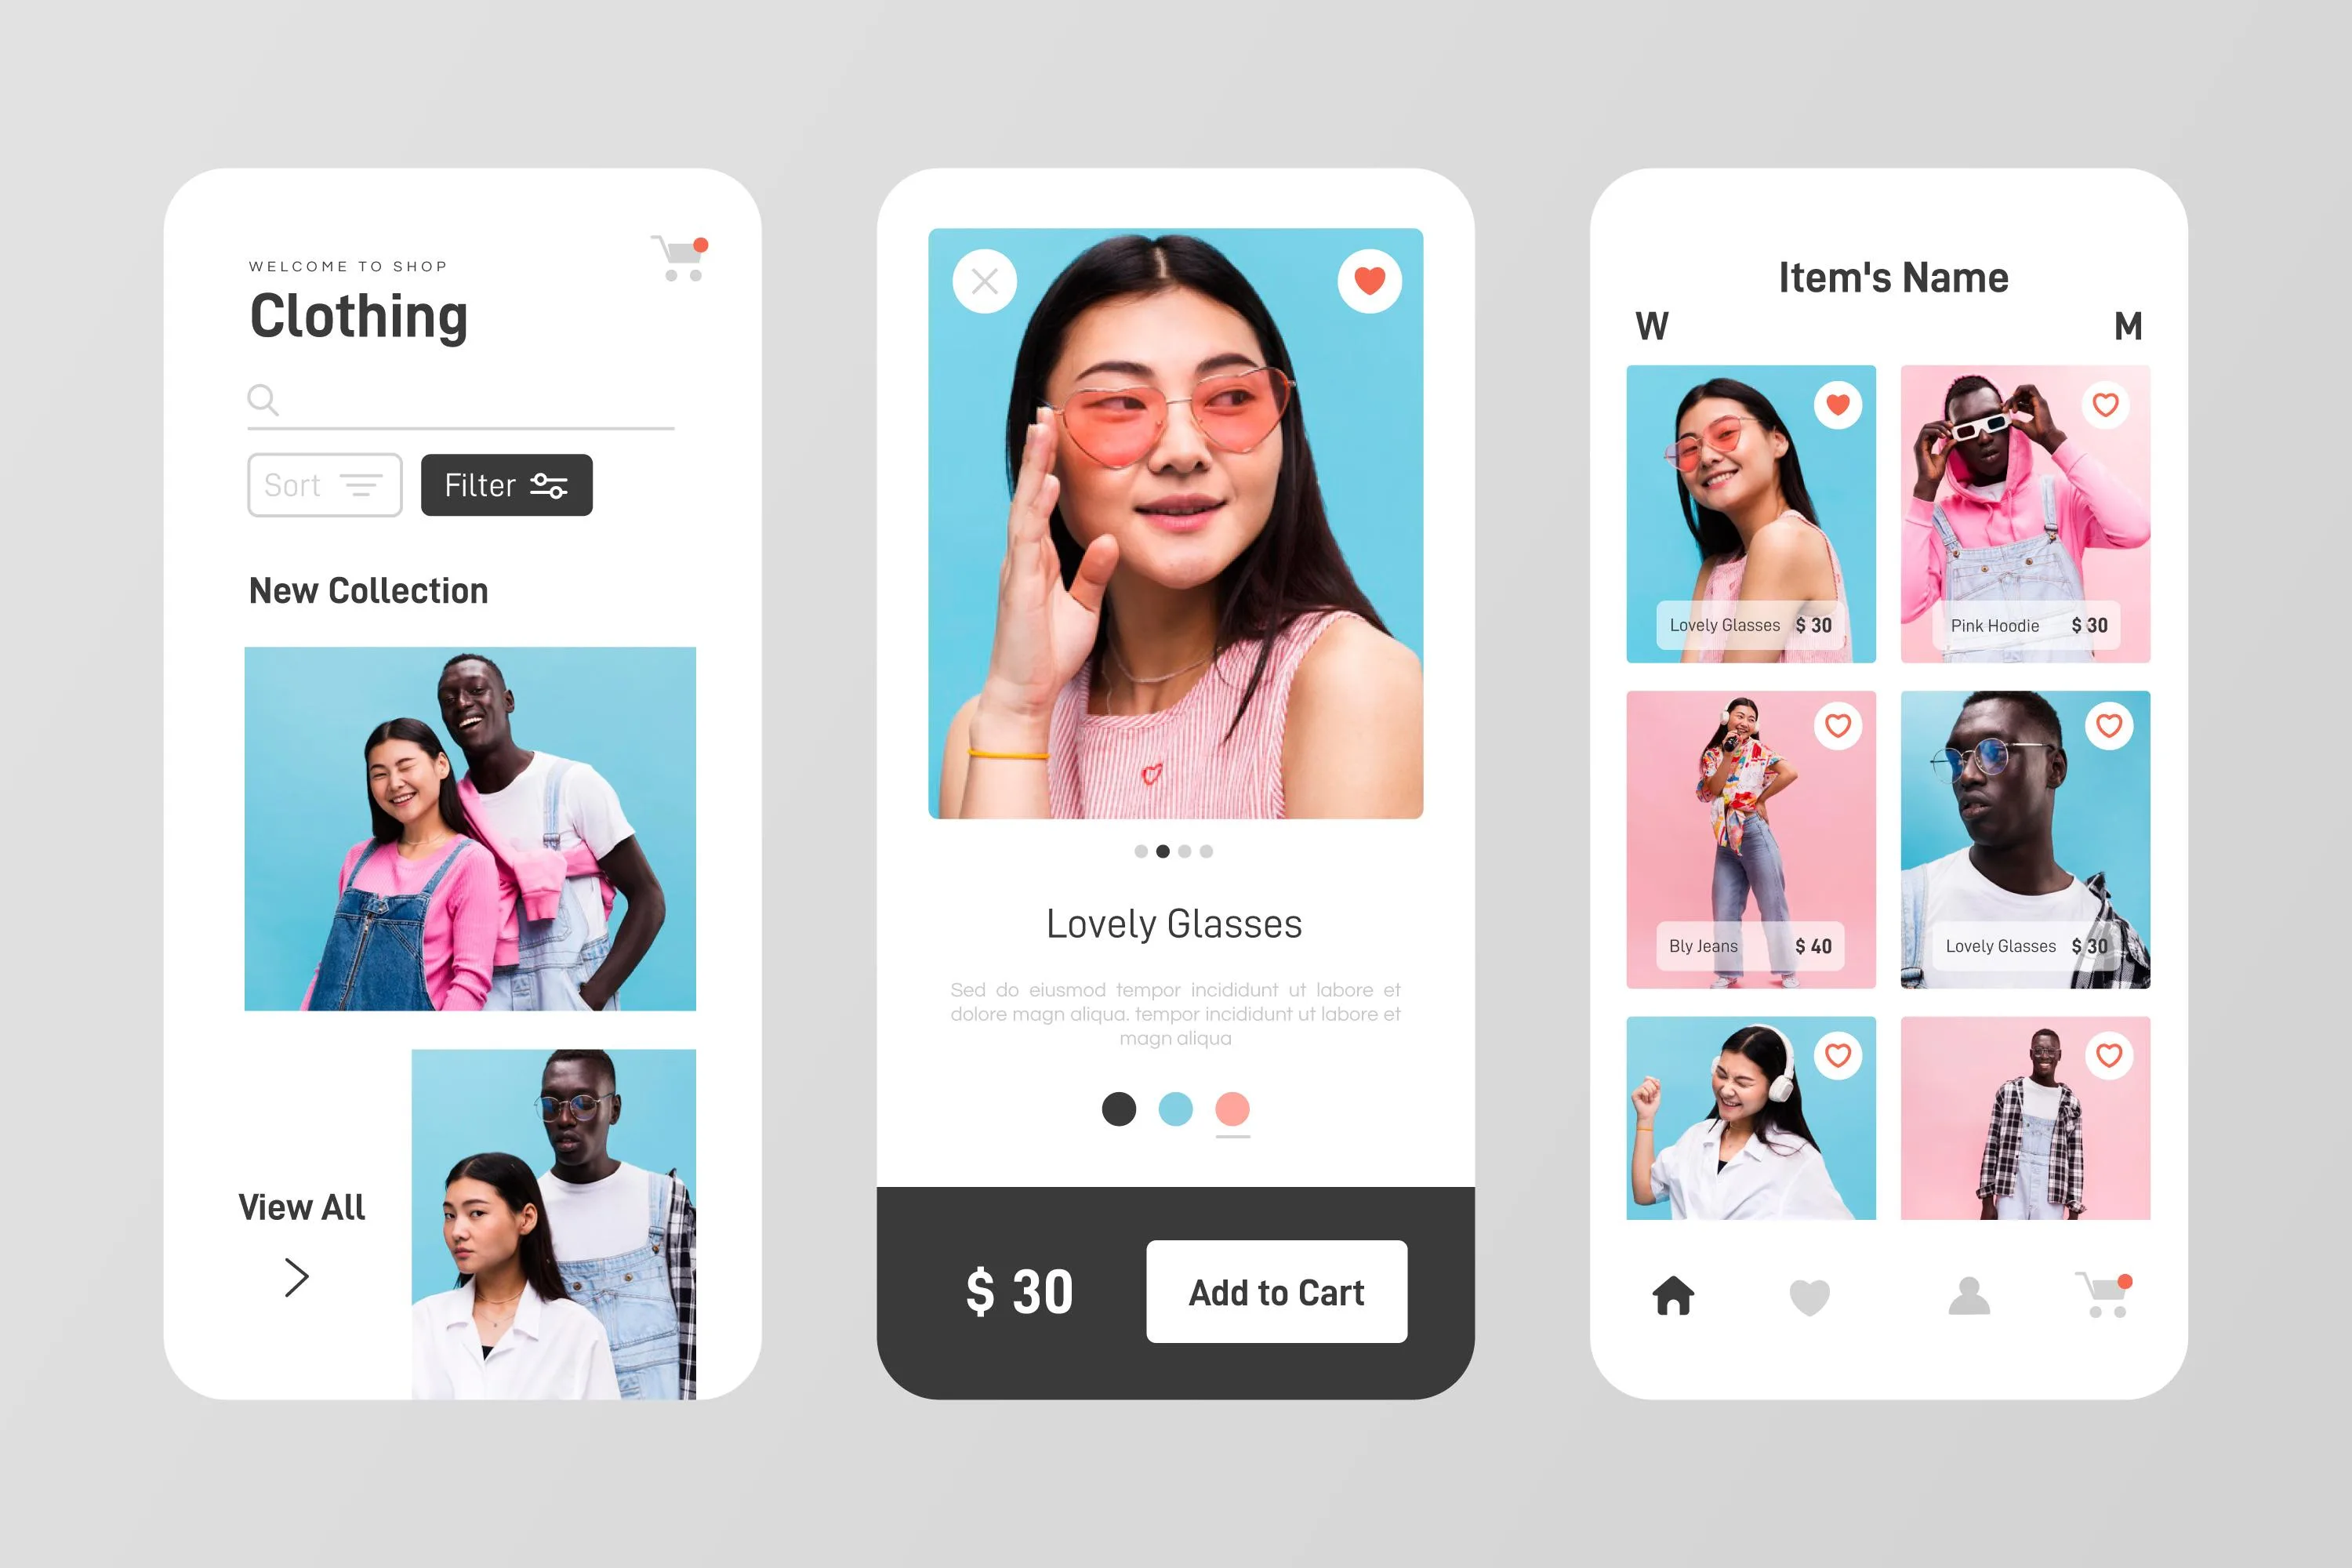 WELCOME TO SHOP
Clothing
Sort
Filter
New Collection
View All
Lovely Glasses
Sed do eiusmod tempor incididunt ut labore et
dolore magn aliqua. tempor incididunt ut labore et
magn aliqua
$ 30
Add to Cart
Item's Name
W
M
Lovely Glasses $ 30
Pink Hoodie $ 30
Bly Jeans $ 40
Lovely Glasses $ 30